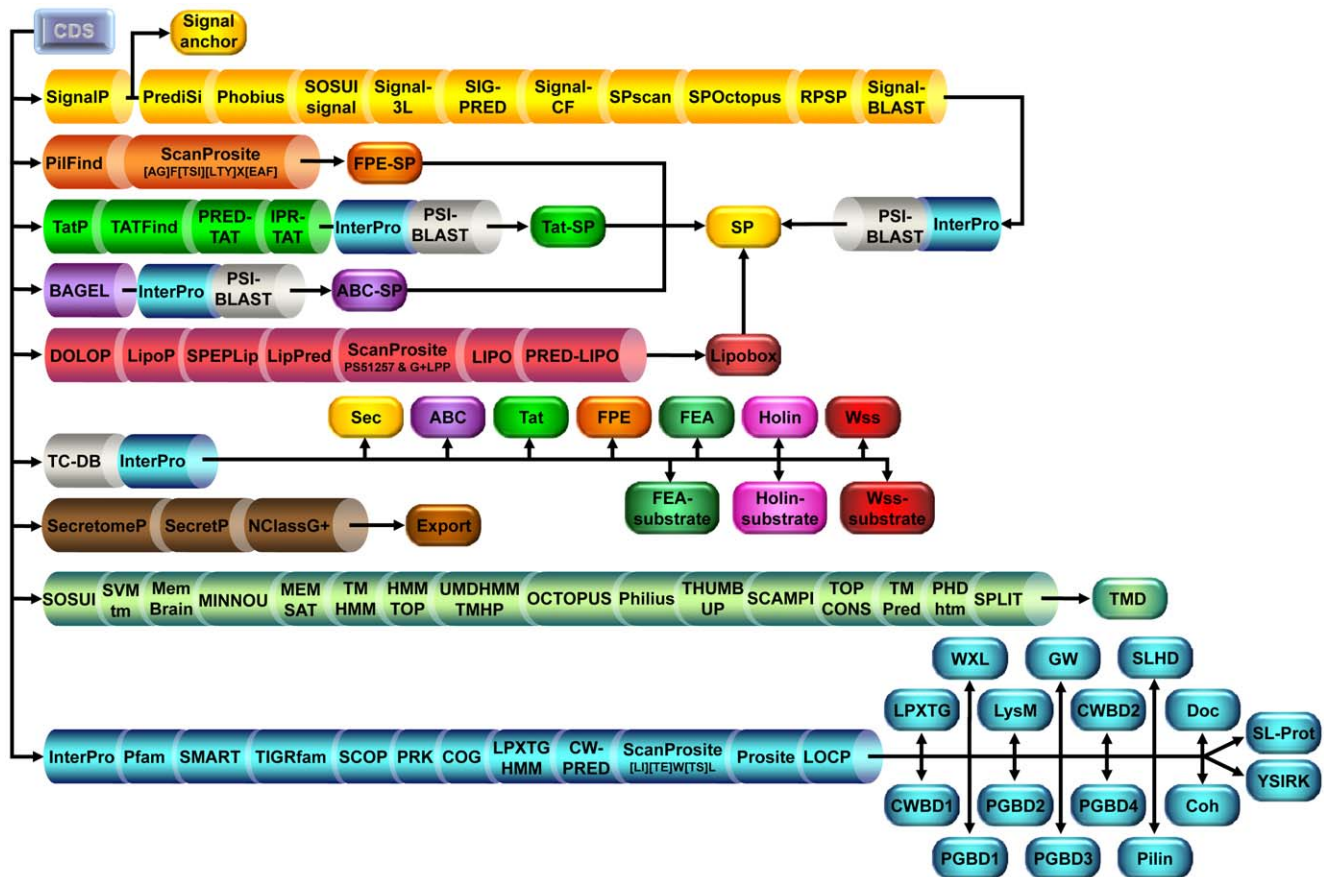 CDS
Signal
anchor
SignalP
PrediSi
Phobius
SOSUI
signal
Signal-
3L
SIG-
PRED
Signal-
CF
SPscan
SPOctopus
RPSP
Signal-
BLAST
PilFind
ScanProsite
[AG]F[TSI][LTY]X[EAF]
FPE-SP
TatP
TATFind
PRED-
TAT
IPR-
TAT
InterPro
PSI-
BLAST
Tat-SP
SP
PSI-
BLAST
InterPro
BAGEL
InterPro
PSI-
BLAST
ABC-SP
DOLOP
LipoP
SPEPLip
LipPred
ScanProsite
PS51257 & G+LPP
LIPO
PRED-LIPO
Lipobox
Sec
ABC
Tat
FPE
FEA
Holin
Wss
TC-DB
InterPro
FEA-
substrate
Holin-
substrate
Wss-
substrate
SecretomeP
SecretP
NClassG+
Export
SOSUI
SVM
tm
Mem
Brain
MINNOU
MEM
SAT
TM
HMM
HMM
TOP
UMDHMM
TMHP
OCTOPUS
Philius
THUMB
UP
SCAMPI
TOP
CONS
TM
Pred
PHD
htm
SPLIT
TMD
WXL
GW
SLHD
LPXTG
LysM
CWBD2
Doc
SL-Prot
InterPro
Pfam
SMART
TIGRfam
SCOP
PRK
COG
LPXTG
HMM
CW-
PRED
ScanProsite
[LI][TE]W[TS]L
Prosite
LOCP
YSIRK
CWBD1
PGBD2
PGBD4
Coh
PGBD1
PGBD3
Pilin